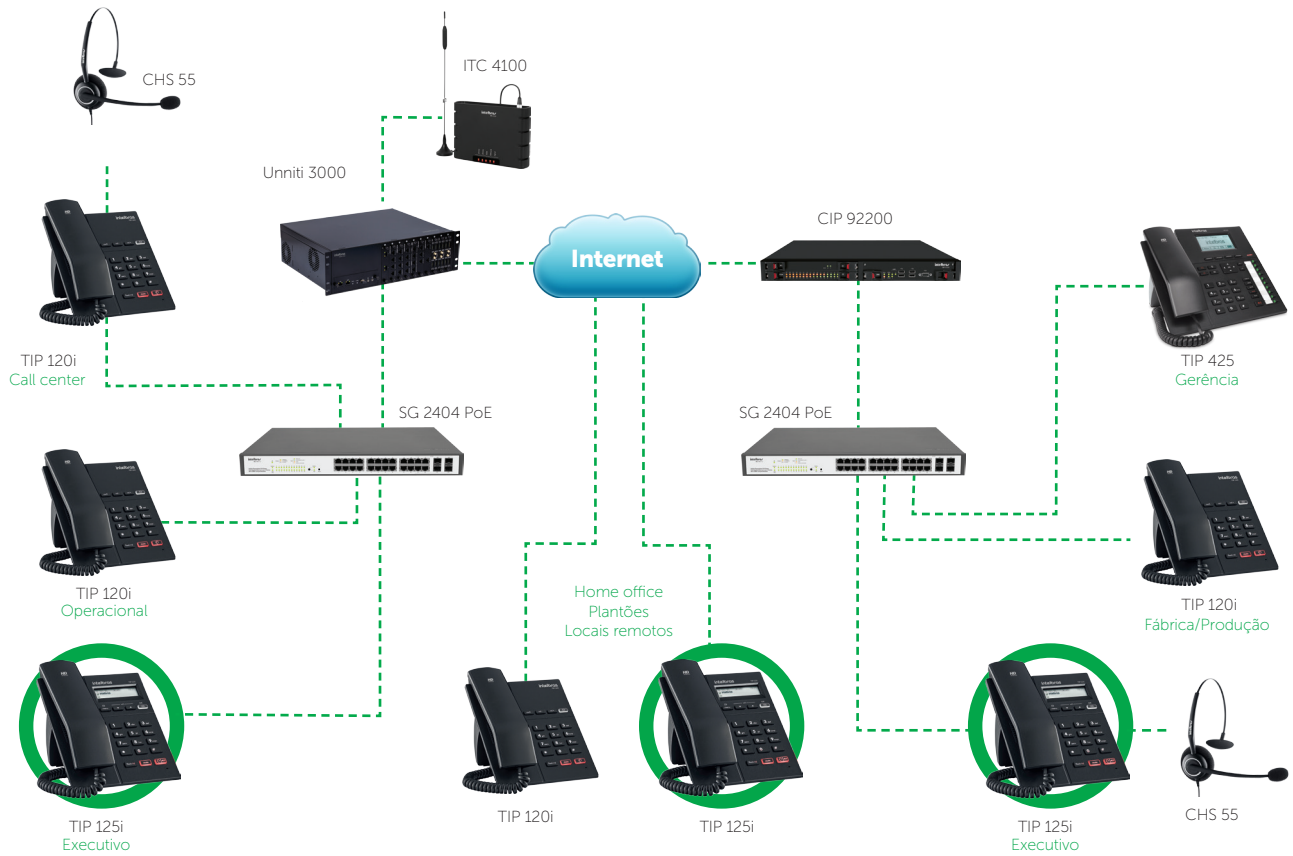 CHS 55
ITC 4100
Unniti 3000
Internet
CIP 92200
TIP 120i
Call center
TIP 425
Gerência
SG 2404 PoE
SG 2404 PoE
TIP 120i
Operacional
Home office
Plantões
Locais remotos
TIP 120i
Fábrica/Produção
TIP 125i
Executivo
TIP 120i
TIP 125i
TIP 125i
Executivo
CHS 55